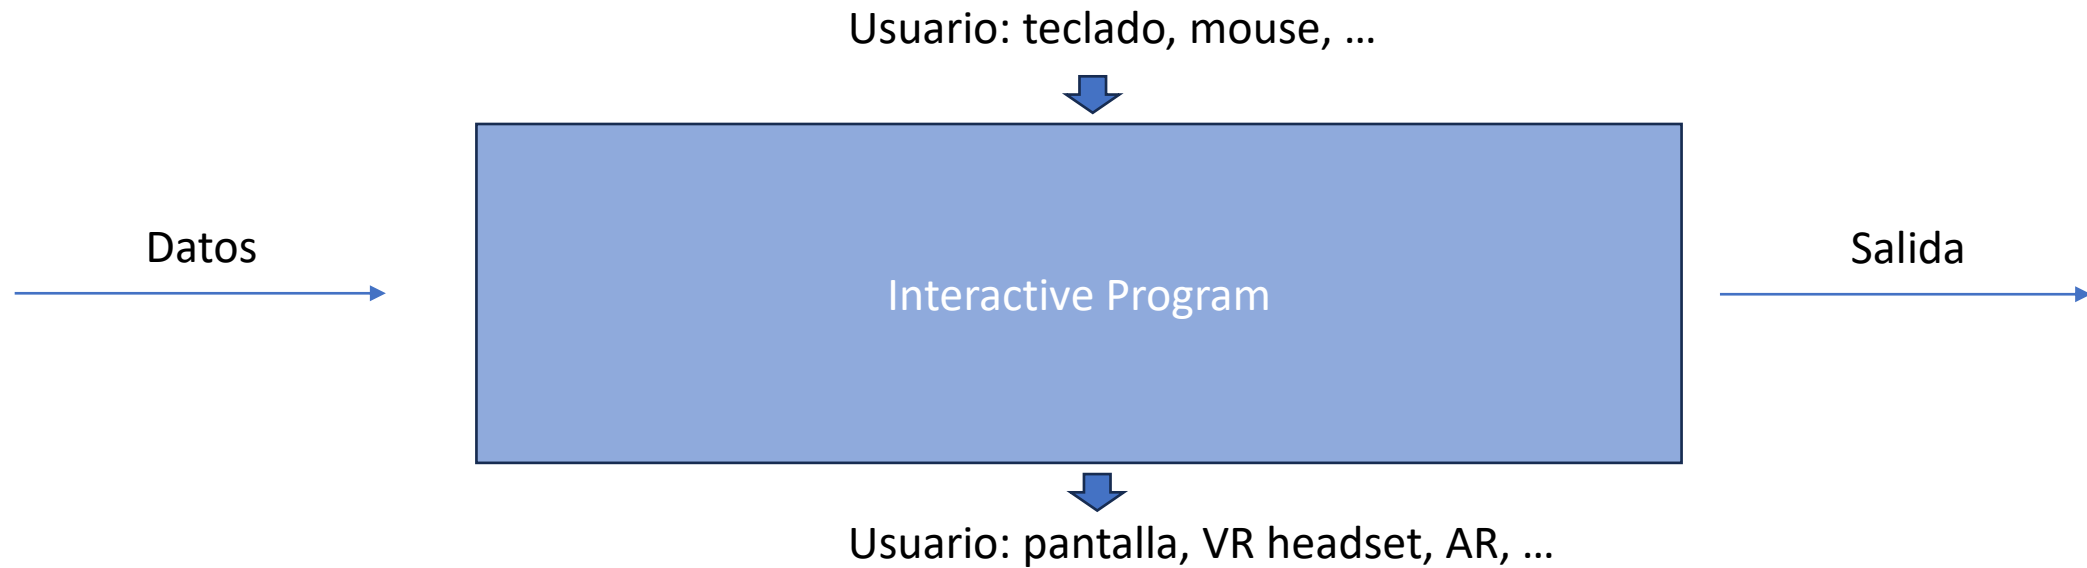 Usuario: teclado, mouse, …
Datos
Salida
Interactive Program
Usuario: pantalla, VR headset, AR, …